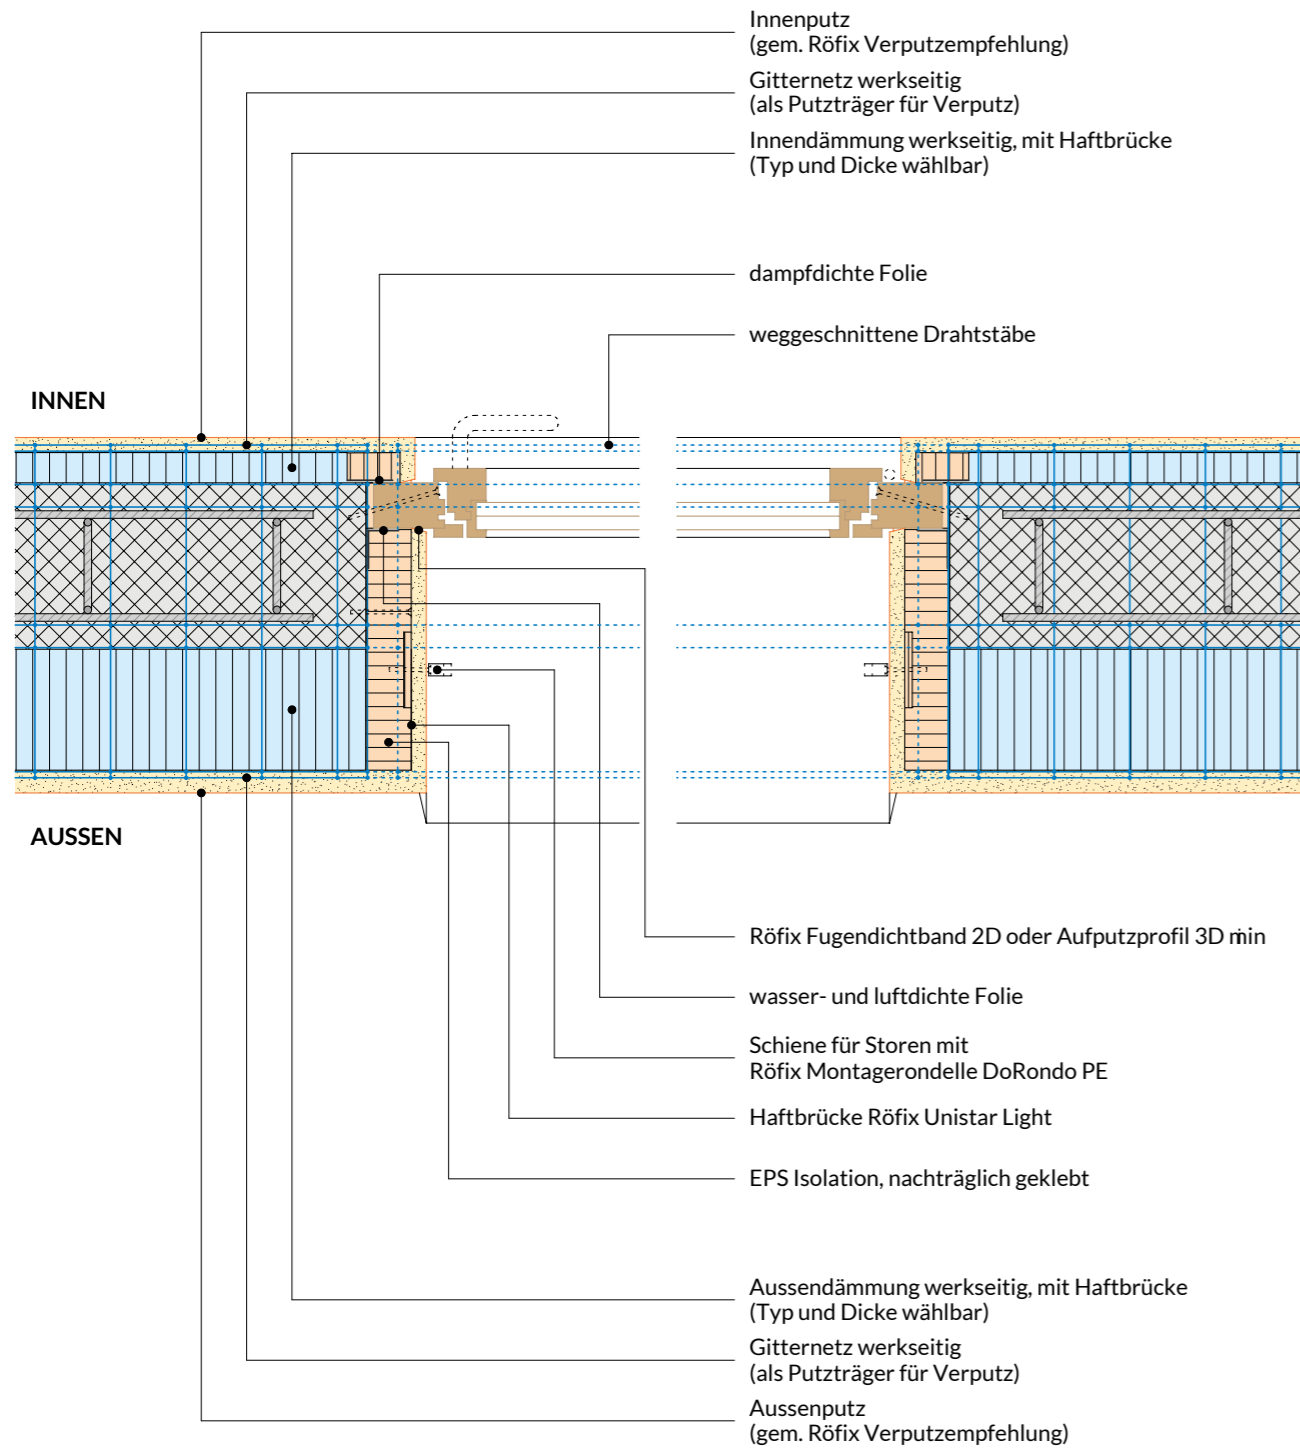 Innenputz
(gem. Röfix Verputzempfehlung)
Gitternetz werkseitig
(als Putzträger für Verputz)
Innendämmung werkseitig, mit Haftbrücke
(Typ und Dicke wählbar)
dampfdichte Folie
weggeschnittene Drahtstäbe
INNEN
AUSSEN
Röfix Fugendichtband 2D oder Aufputzprofil 3D min
wasser- und luftdichte Folie
Schiene für Storen mit
Röfix Montagerondelle DoRondo PE
Haftbrücke Röfix Unistar Light
EPS Isolation, nachträglich geklebt
Aussendämmung werkseitig, mit Haftbrücke
(Typ und Dicke wählbar)
Gitternetz werkseitig
(als Putzträger für Verputz)
Aussenputz
(gem. Röfix Verputzempfehlung)